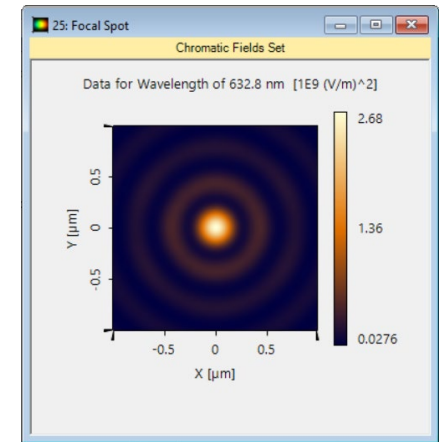 25: Focal Spot
Chromatic Fields Set
Data for Wavelength of 632.8 nm  [1E9 (V/m)^2]
2.68
1.36
0.0276
Y [µm]
0.5
0
-0.5
-0.5
0
0.5
X [µm]